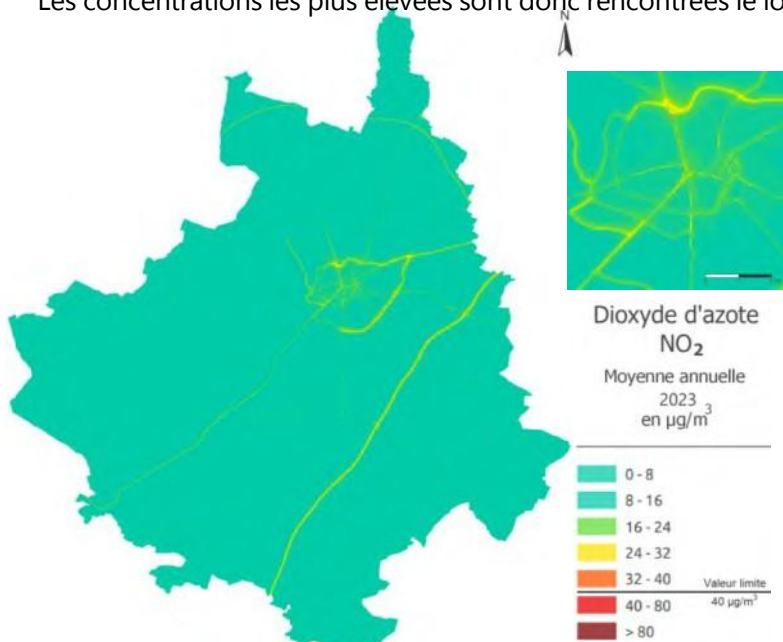 Les concentrations les plus élevées sont donc rencontrées le lo
N
Dioxyde d'azote
NO₂
Moyenne annuelle
2023
en µg/m³
0 - 8
8 - 16
16 - 24
24 - 32
32 - 40
Valeur limite
40 µg/m³
40 - 80
> 80